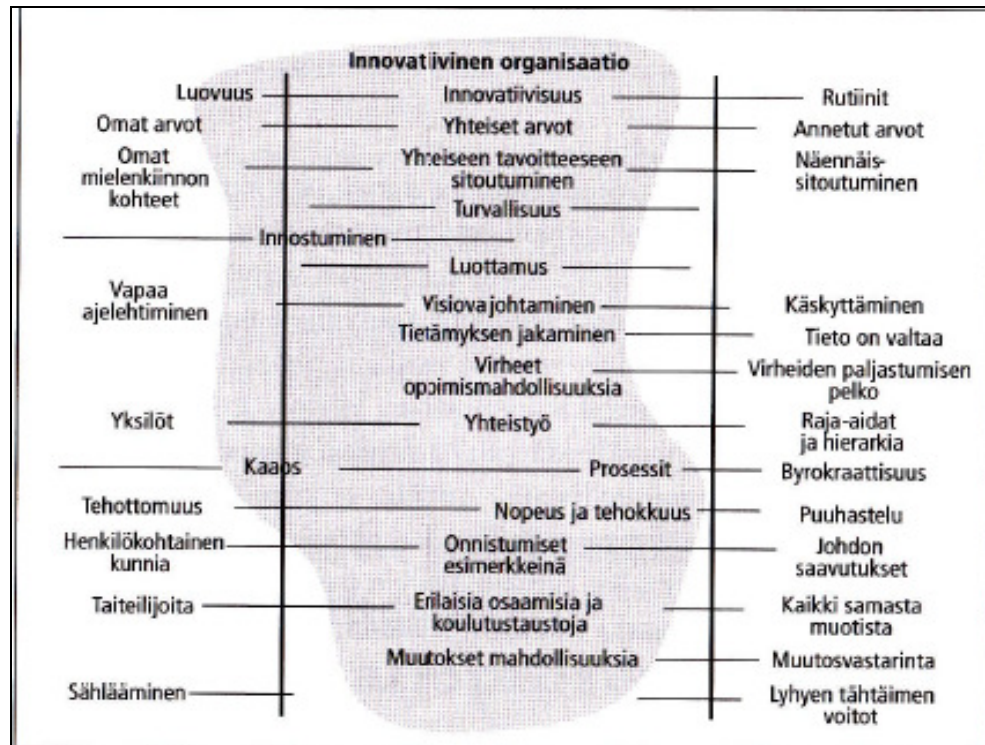 Innovatiivinen organisaatio
Luovuus Innovatiivisuus Rutiinit
Omat arvot Yhteiset arvot Annetut arvot
Omat
mielenkiinnon
kohteet
Yhteiseen tavoitteeseen
sitoutuminen
Näennäis-
sitoutuminen
Turvallisuus
Innostuminen
Luottamus
Vapaa
ajelehtiminen
Visiova johtaminen Käskyttäminen
Tietämyksen jakaminen Tieto on valtaa
Virheet
oppimismahdollisuuksia
Virheiden paljastumisen
pelko
Yksilöt Yhteistyö Raja-aidat
ja hierarkia
Kaaos Prosessit Byrokraattisuus
Tehottomuus Nopeus ja tehokkuus Puuhastelu
Henkilökohtainen
kunnia
Onnistumiset
esimerkkeinä
Johdon
saavutukset
Taiteilijoita
Erilaisia osaamisia ja
koulutustaustoja
Kaikki samasta
muotista
Muutokset mahdollisuuksia Muutosvastarinta
Sählääminen Lyhyen tähtäimen
voitot